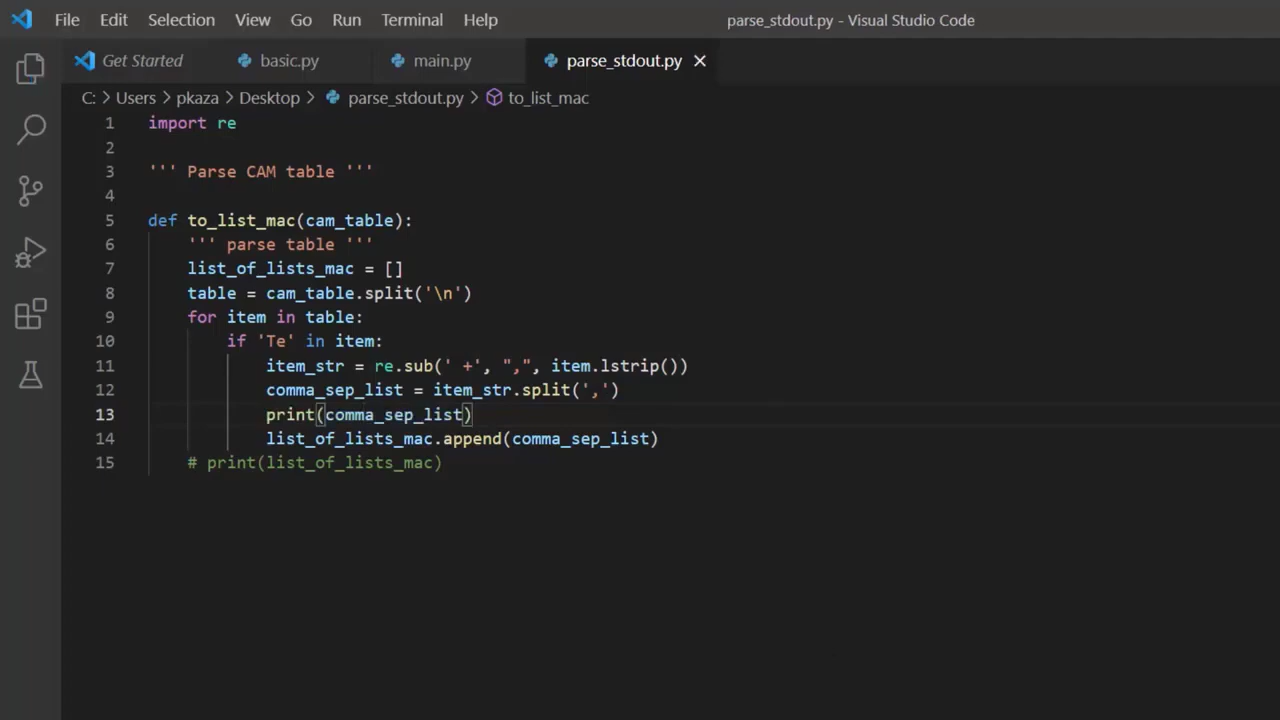 File Edit Selection View Go Run Terminal Help parse_stdout.py - Visual Studio Code
Get Started basic.py main.py parse_stdout.py
C: > Users > pkaza > Desktop > parse_stdout.py > to_list_mac
1 import re
2
3 ''' Parse CAM table '''
4
5 def to_list_mac(cam_table):
6     ''' parse table '''
7     list_of_lists_mac = []
8     table = cam_table.split('\n')
9     for item in table:
10         if 'Te' in item:
11             item_str = re.sub(' +', ",", item.lstrip())
12             comma_sep_list = item_str.split(',')
13             print(comma_sep_list)
14             list_of_lists_mac.append(comma_sep_list)
15     # print(list_of_lists_mac)